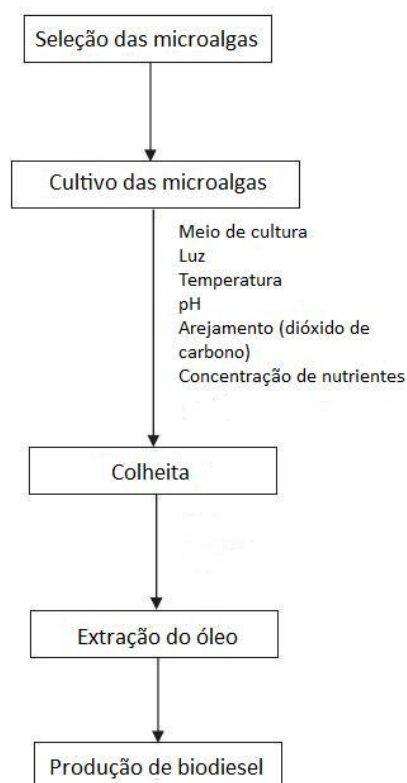 Seleção das microalgas
Cultivo das microalgas
Meio de cultura
Luz
Temperatura
pH
Arejamento (dióxido de
carbono)
Concentração de nutrientes
Colheita
Extração do óleo
Produção de biodiesel